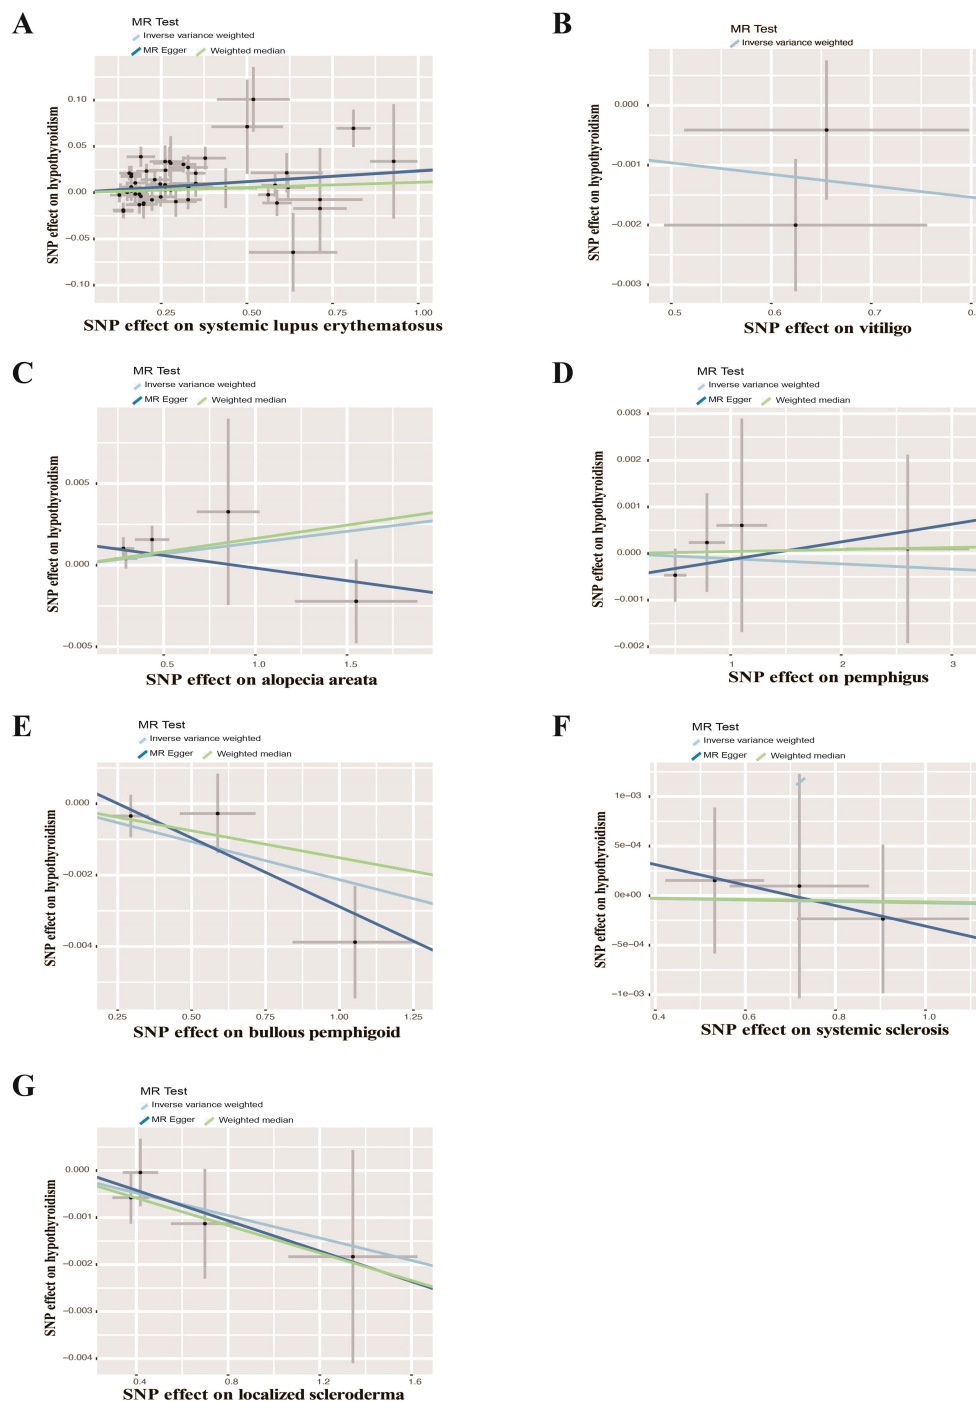 A
MR Test
Inverse variance weighted
MR Egger Weighted median
SNP effect on hypothyroidism
0.10
0.05
0.00
−0.05
−0.10
0.25 0.50 0.75 1.00
SNP effect on systemic lupus erythematosus
B
MR Test
Inverse variance weighted
SNP effect on hypothyroidism
0.000
−0.001
−0.002
−0.003
0.5 0.6 0.7 0.
SNP effect on vitiligo
C
MR Test
Inverse variance weighted
MR Egger Weighted median
SNP effect on hypothyroidism
0.005
0.000
−0.005
0.5 1.0 1.5
SNP effect on alopecia areata
D
MR Test
Inverse variance weighted
MR Egger Weighted median
SNP effect on hypothyroidism
0.003
0.002
0.001
0.000
−0.001
−0.002
1 2 3
SNP effect on pemphigus
E
MR Test
Inverse variance weighted
MR Egger Weighted median
SNP effect on hypothyroidism
0.000
−0.002
−0.004
0.25 0.50 0.75 1.00 1.25
SNP effect on bullous pemphigoid
F
MR Test
Inverse variance weighted
MR Egger Weighted median
SNP effect on hypothyroidism
1e−03
5e−04
0e+00
−5e−04
−1e−03
0.4 0.6 0.8 1.0
SNP effect on systemic sclerosis
G
MR Test
Inverse variance weighted
MR Egger Weighted median
SNP effect on hypothyroidism
0.000
−0.001
−0.002
−0.003
−0.004
0.4 0.8 1.2 1.6
SNP effect on localized scleroderma